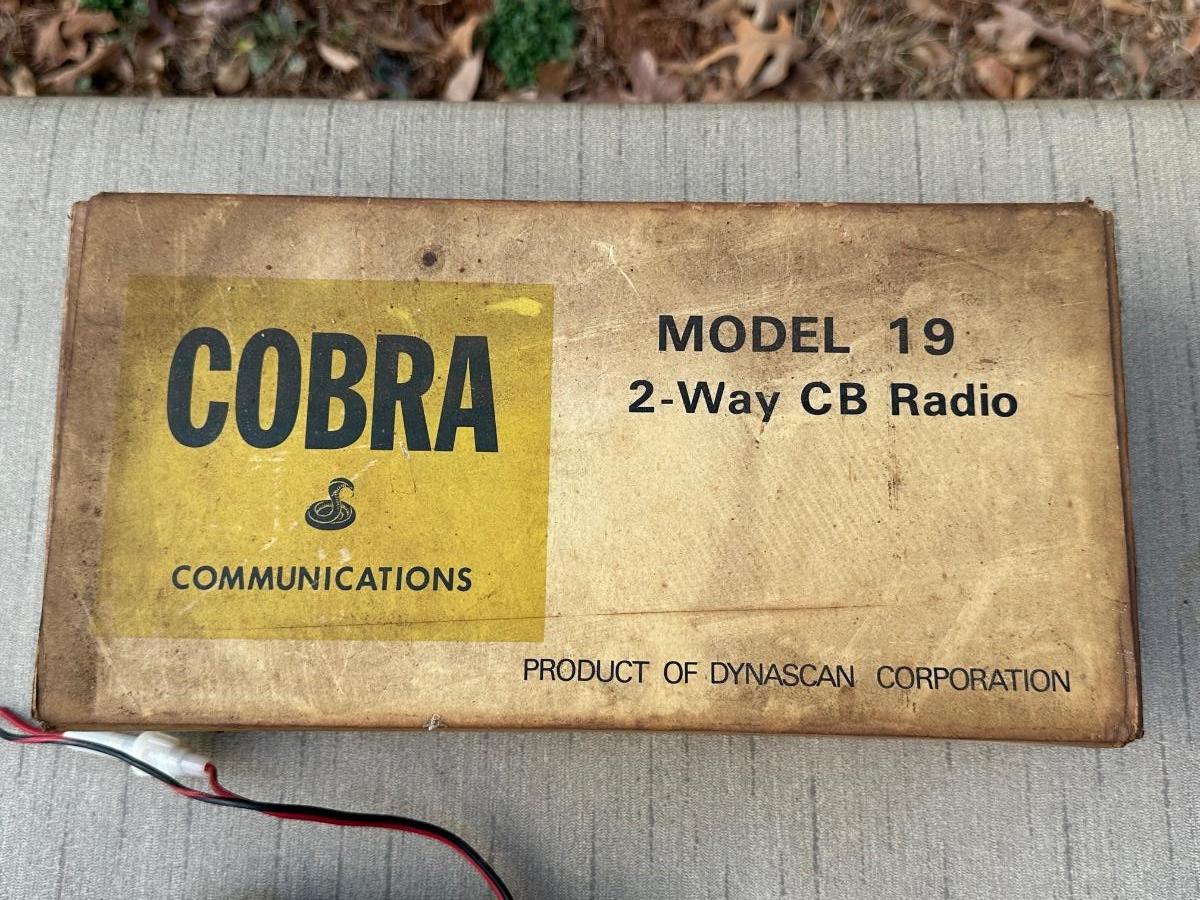 COBRA
COMMUNICATIONS
MODEL 19
2-Way CB Radio
PRODUCT OF DYNASCAN CORPORATION